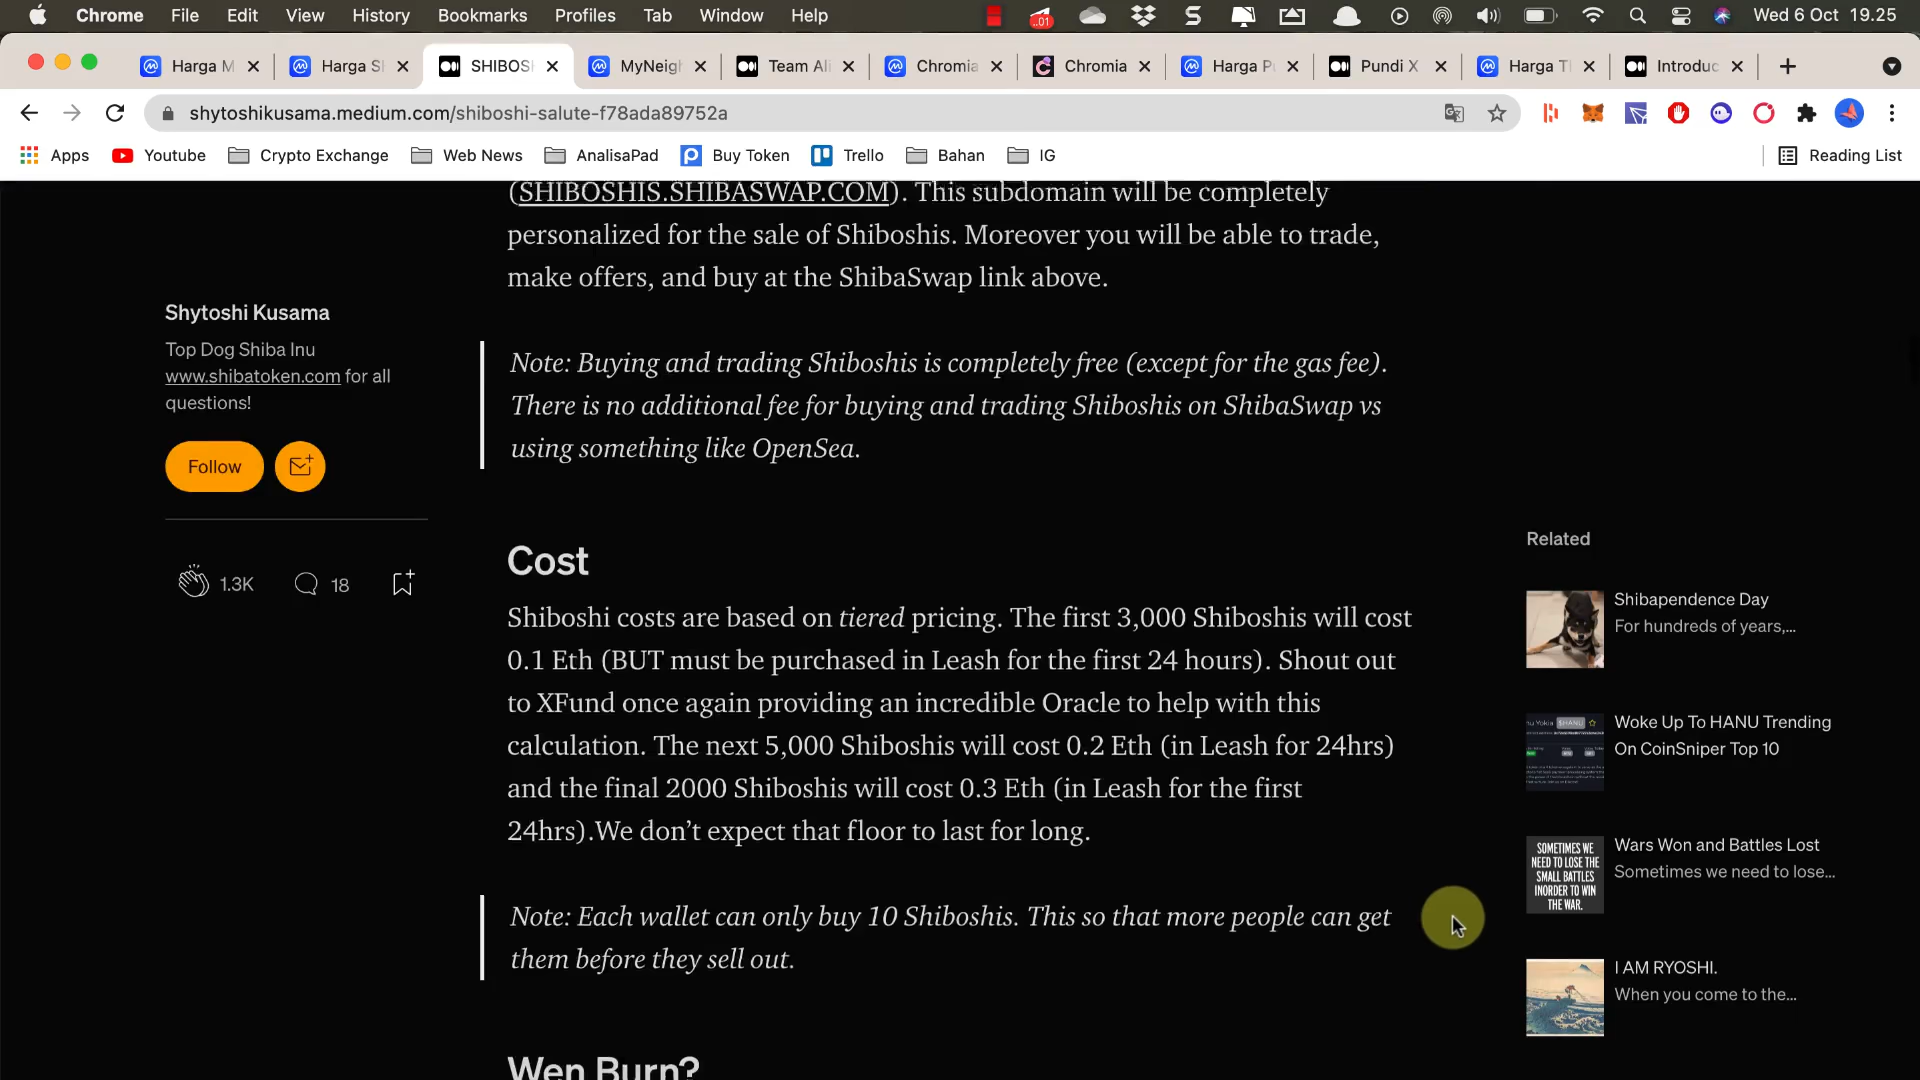 Chrome File Edit View History Bookmarks Profiles Tab Window Help
..01
Wed 6 Oct 19.25
Harga M
Harga S
SHIBOS
MyNeig
Team Al
Chromia
Chromia
Harga P
Pundi X
Harga T
Introduc
shytoshikusama.medium.com/shiboshi-salute-f78ada89752a
Apps Youtube Crypto Exchange Web News AnalisaPad Buy Token Trello Bahan IG Reading List
(SHIBOSHIS.SHIBASWAP.COM). This subdomain will be completely
personalized for the sale of Shiboshis. Moreover you will be able to trade,
make offers, and buy at the ShibaSwap link above.
Shytoshi Kusama
Top Dog Shiba Inu
www.shibatoken.com for all
questions!
Follow
1.3K 18
Note: Buying and trading Shiboshis is completely free (except for the gas fee).
There is no additional fee for buying and trading Shiboshis on ShibaSwap vs
using something like OpenSea.
Cost
Shiboshi costs are based on tiered pricing. The first 3,000 Shiboshis will cost
0.1 Eth (BUT must be purchased in Leash for the first 24 hours). Shout out
to XFund once again providing an incredible Oracle to help with this
calculation. The next 5,000 Shiboshis will cost 0.2 Eth (in Leash for 24hrs)
and the final 2000 Shiboshis will cost 0.3 Eth (in Leash for the first
24hrs).We don't expect that floor to last for long.
Note: Each wallet can only buy 10 Shiboshis. This so that more people can get
them before they sell out.
Wen Burn?
Related
Shibapendence Day
For hundreds of years,...
Woke Up To HANU Trending
On CoinSniper Top 10
SOMETIMES WE
NEED TO LOSE THE
SMALL BATTLES
INORDER TO WIN
THE WAR.
Wars Won and Battles Lost
Sometimes we need to lose...
I AM RYOSHI.
When you come to the...